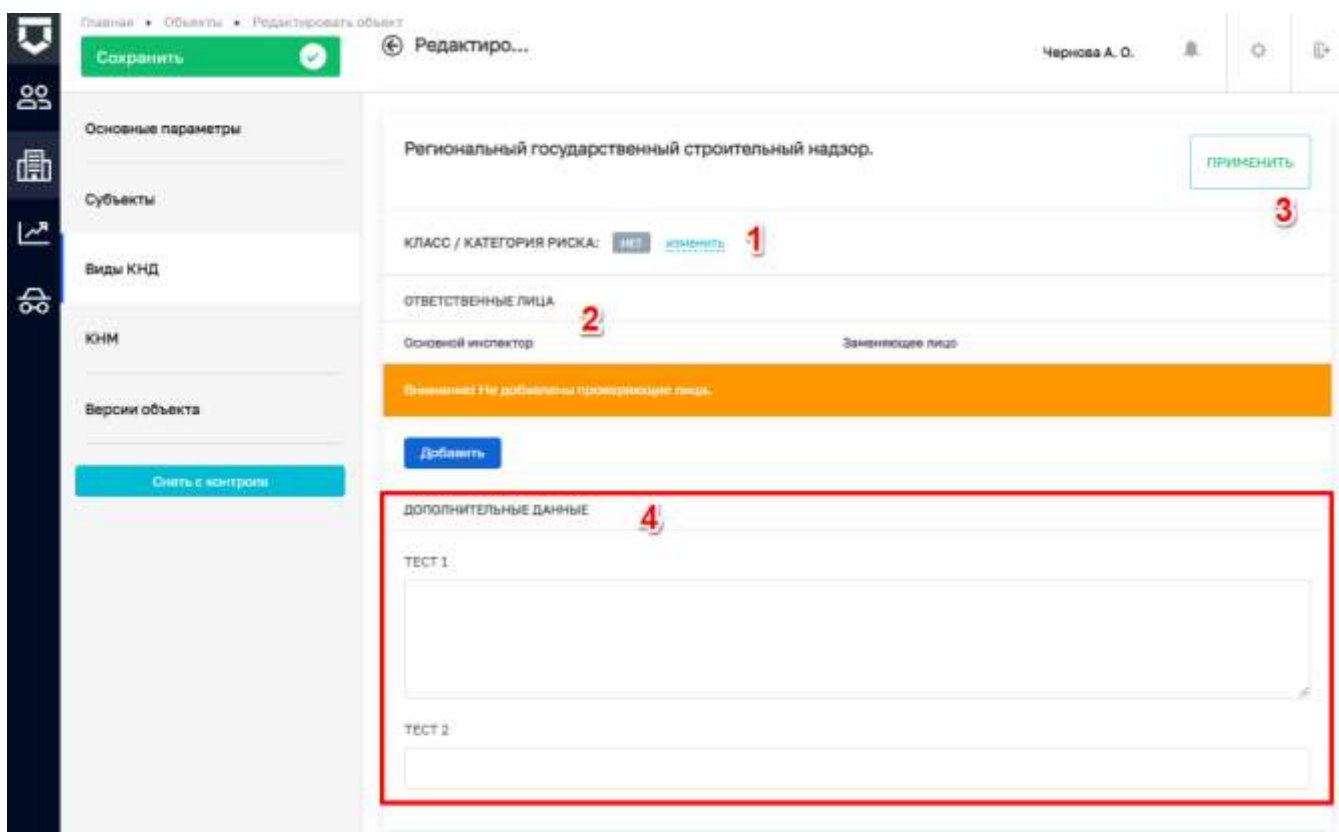 Главная • Объекты • Редактировать объект
Сохранить
Редактиро...
Чернова А. О.
Основные параметры
Субъекты
Виды КНД
КНМ
Версии объекта
Снять с контроля
Региональный государственный строительный надзор.
ПРИМЕНИТЬ
3
КЛАСС / КАТЕГОРИЯ РИСКА: НЕТ изменить 1
ОТВЕТСТВЕННЫЕ ЛИЦА
2
Основной инспектор Заменяющее лицо
Внимание! Не добавлены проверяющие лица.
Добавить
ДОПОЛНИТЕЛЬНЫЕ ДАННЫЕ 4
ТЕСТ 1
ТЕСТ 2